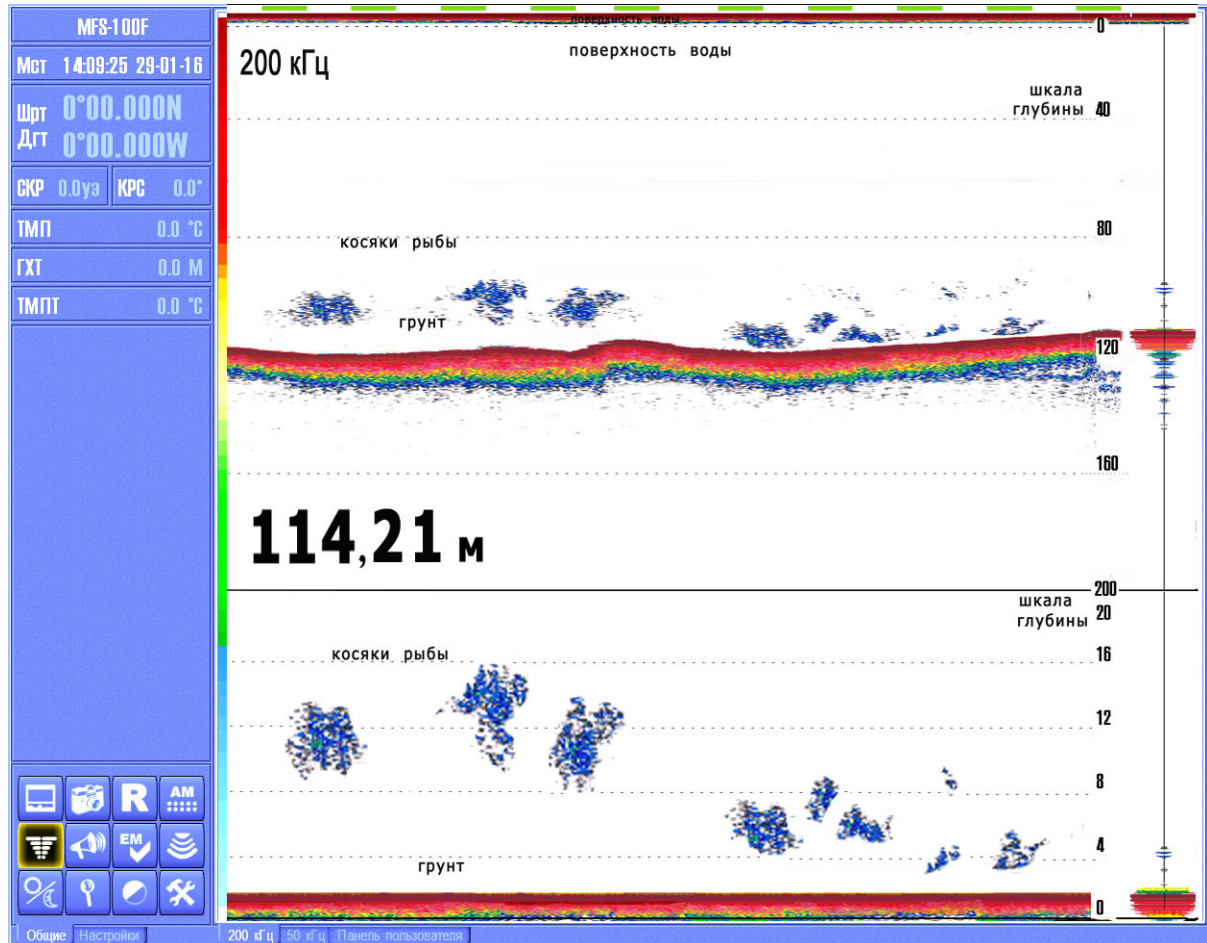 MFS-100F
Мст 14:09:25 29-01-16
Шрт 0°00.000N
Дгт 0°00.000W
СКР 0.0уз КРС 0.0°
ТМП 0.0 °C
ГХТ 0.0 М
ТМПТ 0.0 °C
R
AM
EM
Общие Настройки
поверхность воды
0
200 кГц
поверхность воды
шкала
глубины 40
80
косяки рыбы
грунт
120
160
114,21 м
200
шкала
глубины 20
косяки рыбы
16
12
8
4
грунт
0
200 кГц 50 кГц Панель пользователя